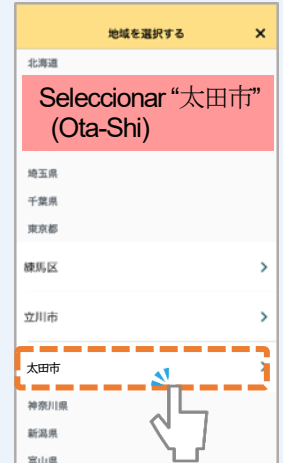 地域を選択する ×
北海道
Seleccionar “太田市”
(Ota-Shi)
埼玉県
千葉県
東京都
練馬区
立川市
太田市
神奈川県
新潟県
富山県